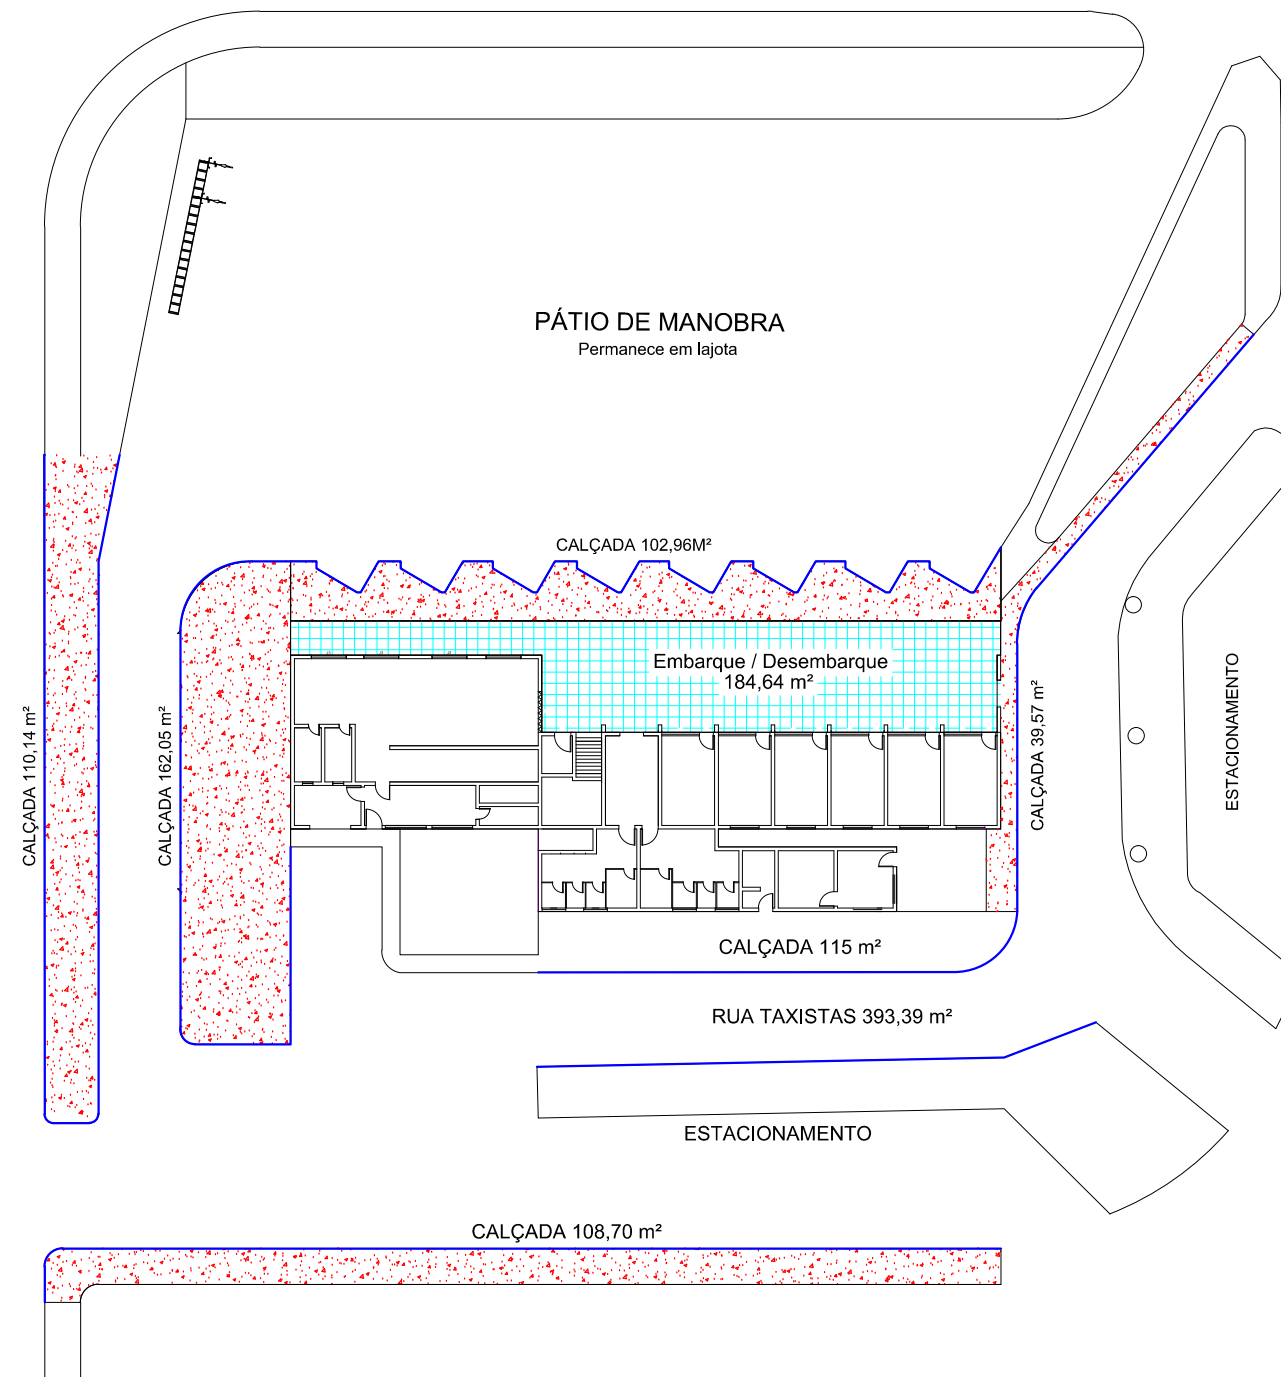 PÁTIO DE MANOBRA
Permanece em lajota
CALÇADA 102,96M²
Embarque / Desembarque
184,64 m²
CALÇADA 110,14 m²
CALÇADA 162,05 m²
CALÇADA 39,57 m²
ESTACIONAMENTO
CALÇADA 115 m²
RUA TAXISTAS 393,39 m²
ESTACIONAMENTO
CALÇADA 108,70 m²